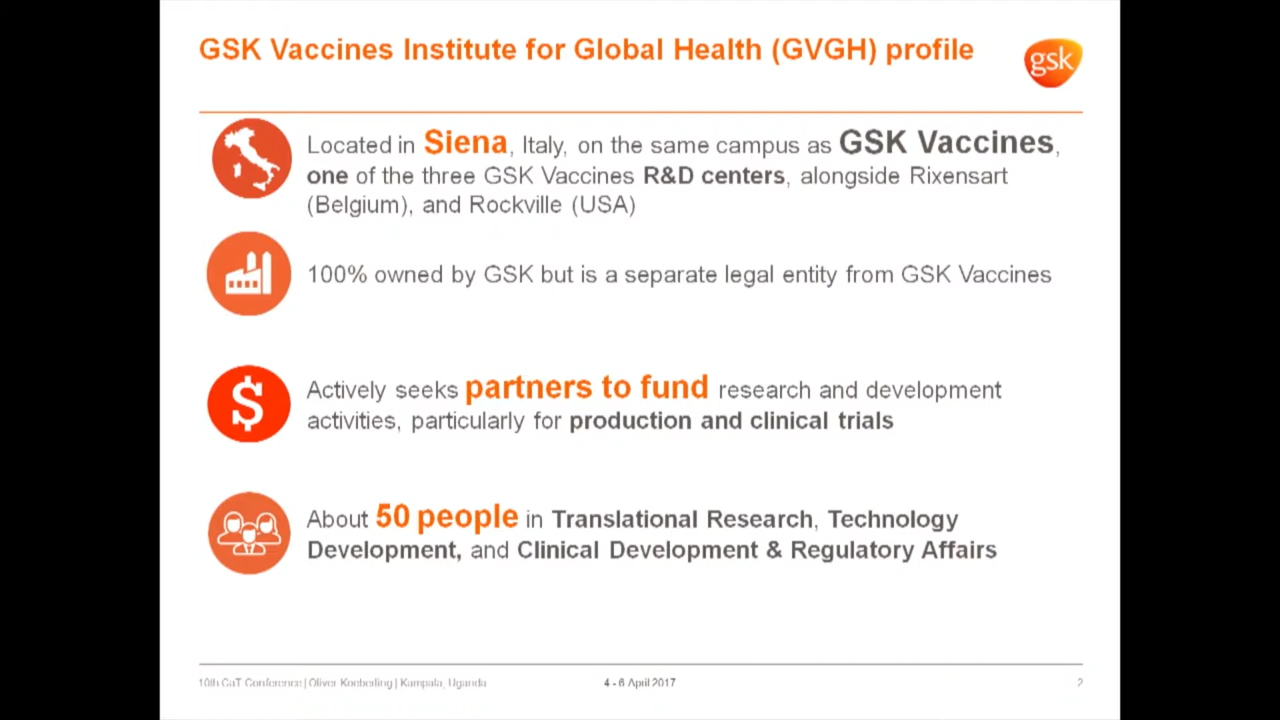 GSK Vaccines Institute for Global Health (GVGH) profile
gsk
Located in Siena, Italy, on the same campus as GSK Vaccines,
one of the three GSK Vaccines R&D centers, alongside Rixensart
(Belgium), and Rockville (USA)
100% owned by GSK but is a separate legal entity from GSK Vaccines
$
Actively seeks partners to fund research and development
activities, particularly for production and clinical trials
About 50 people in Translational Research, Technology
Development, and Clinical Development & Regulatory Affairs
10th CaT Conference | Oliver Koeberling | Kampala, Uganda
4 - 6 April 2017
2